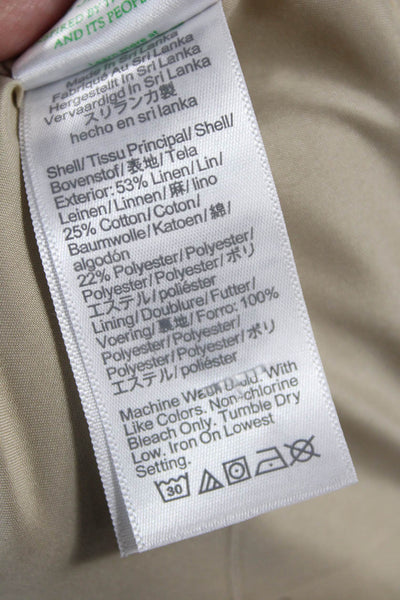 AND ITS PEOPLE
Made in Sri Lanka
Fabriqué en Sri Lanka
Hergestellt in Sri Lanka
Vervaardigd in Sri Lanka
スリランカ製
hecho en sri lanka
Shell/Tissu Principal/Shell/
Bovenstof/表地/Tela
Exterior: 53% Linen/Lin/
Leinen/Linnen/麻/lino
25% Cotton/Coton/
Baumwolle/Katoen/綿/
algodón
22% Polyester/Polyester/
Polyester/Polyester/ポリ
エステル/poliéster
Lining/Doublure/Futter/
Voering/裏地/Forro: 100%
Polyester/Polyester/
Polyester/Polyester/ポリ
エステル/poliéster
Machine Wash Cold. With
Like Colors. Non-chlorine
Bleach Only. Tumble Dry
Low. Iron On Lowest
Setting.
30